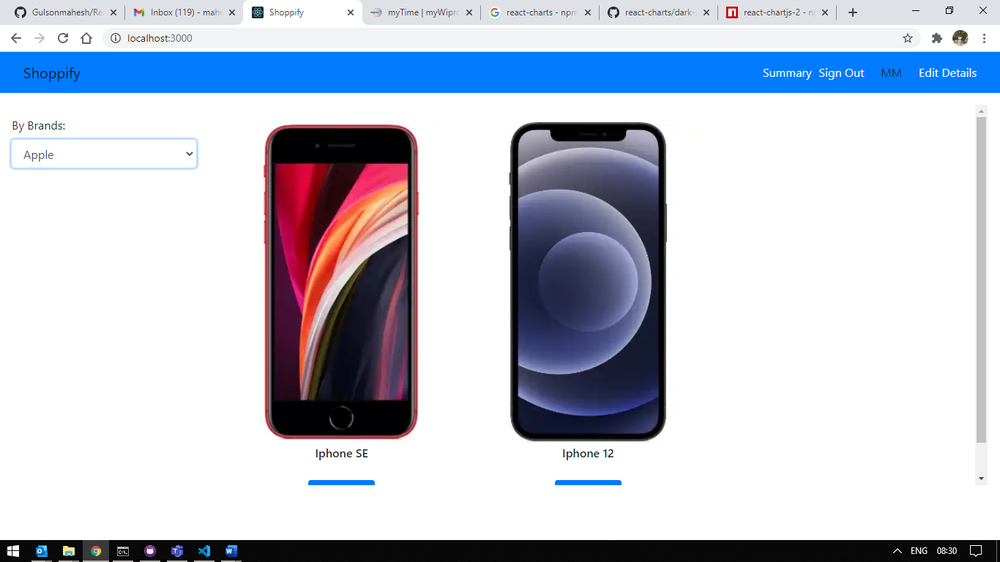 Gulsonmahesh/Re
Inbox (119) - mahe
Shoppify
myTime | myWipro
react-charts - npm
react-charts/dark-
react-chartjs-2 - np
localhost:3000
Shoppify
Summary Sign Out MM Edit Details
By Brands:
Apple
Iphone SE
Iphone 12
ENG 08:30